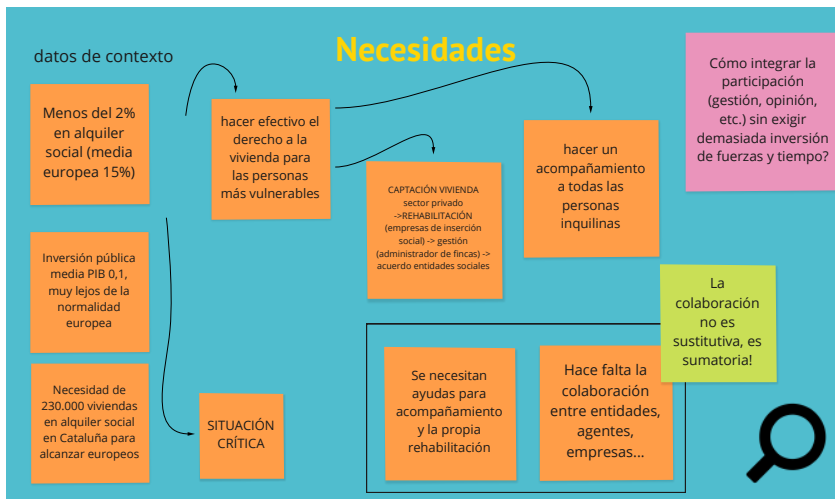 Necesidades
datos de contexto
Menos del 2%
en alquiler
social (media
europea 15%)
Inversión pública
media PIB 0,1,
muy lejos de la
normalidad
europea
Necesidad de
230.000 viviendas
en alquiler social
en Cataluña para
alcanzar europeos
SITUACIÓN
CRÍTICA
hacer efectivo el
derecho a la
vivienda para
las personas
más vulnerables
CAPTACIÓN VIVIENDA
sector privado
->REHABILITACIÓN
(empresas de inserción
social) -> gestión
(administrador de fincas) ->
acuerdo entidades sociales
hacer un
acompañamiento
a todas las
personas
inquilinas
Cómo integrar la
participación
(gestión, opinión,
etc.) sin exigir
demasiada inversión
de fuerzas y tiempo?
La
colaboración
no es
sustitutiva, es
sumatoria!
Se necesitan
ayudas para
acompañamiento
y la propia
rehabilitación
Hace falta la
colaboración
entre entidades,
agentes,
empresas...